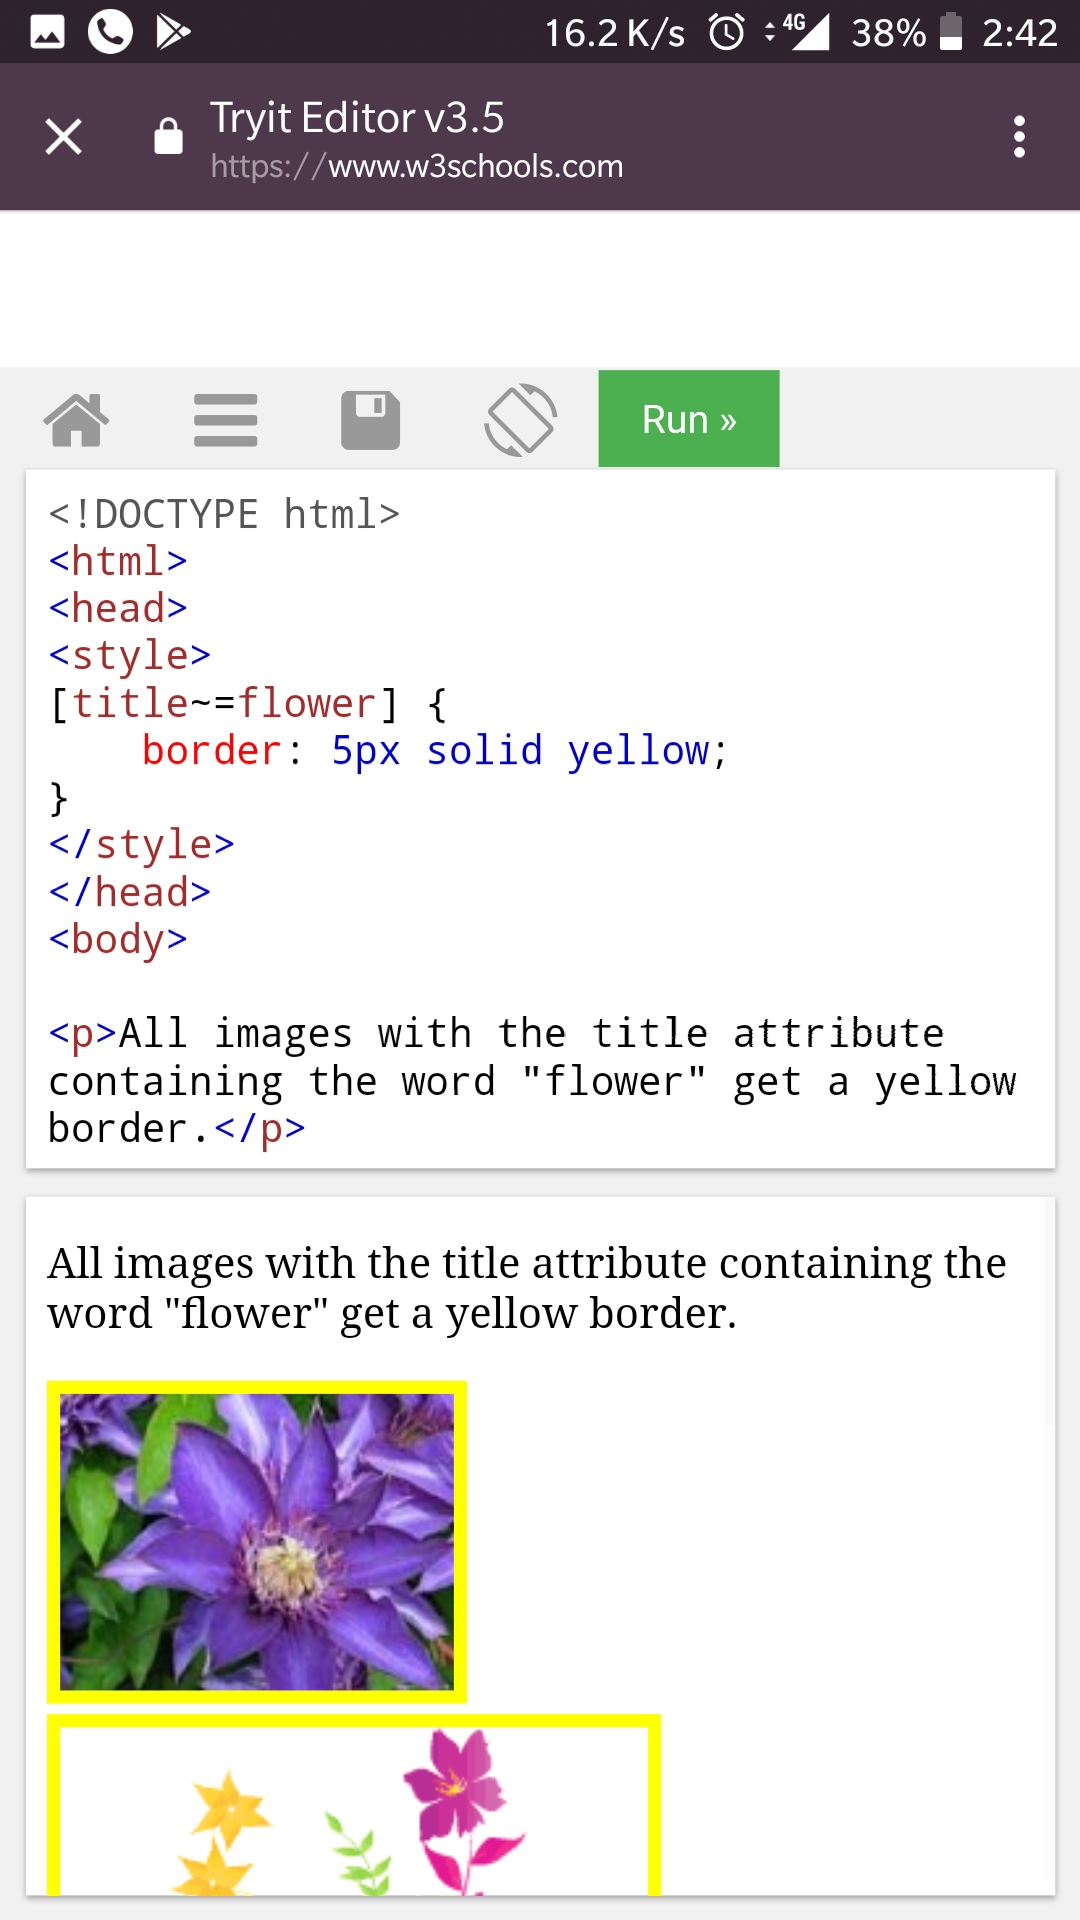 16.2 K/s 4G 38% 2:42
Tryit Editor v3.5
https://www.w3schools.com
Run »
<!DOCTYPE html>
<html>
<head>
<style>
[title~=flower] {
    border: 5px solid yellow;
}
</style>
</head>
<body>
<p>All images with the title attribute
containing the word "flower" get a yellow
border.</p>
All images with the title attribute containing the
word "flower" get a yellow border.